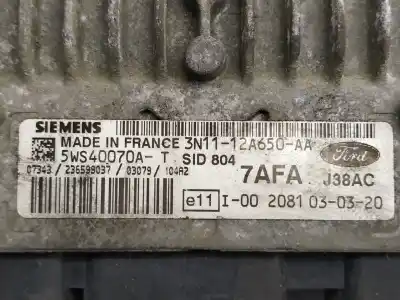 SIEMENS MADE IN FRANCE 3N11-12A650-AA
5WS40070A-T SID 804 Ford
7AFA J38AC
07343 / 236599037 / 03079 / 104A2
e11 I-00 2081 03-03-20